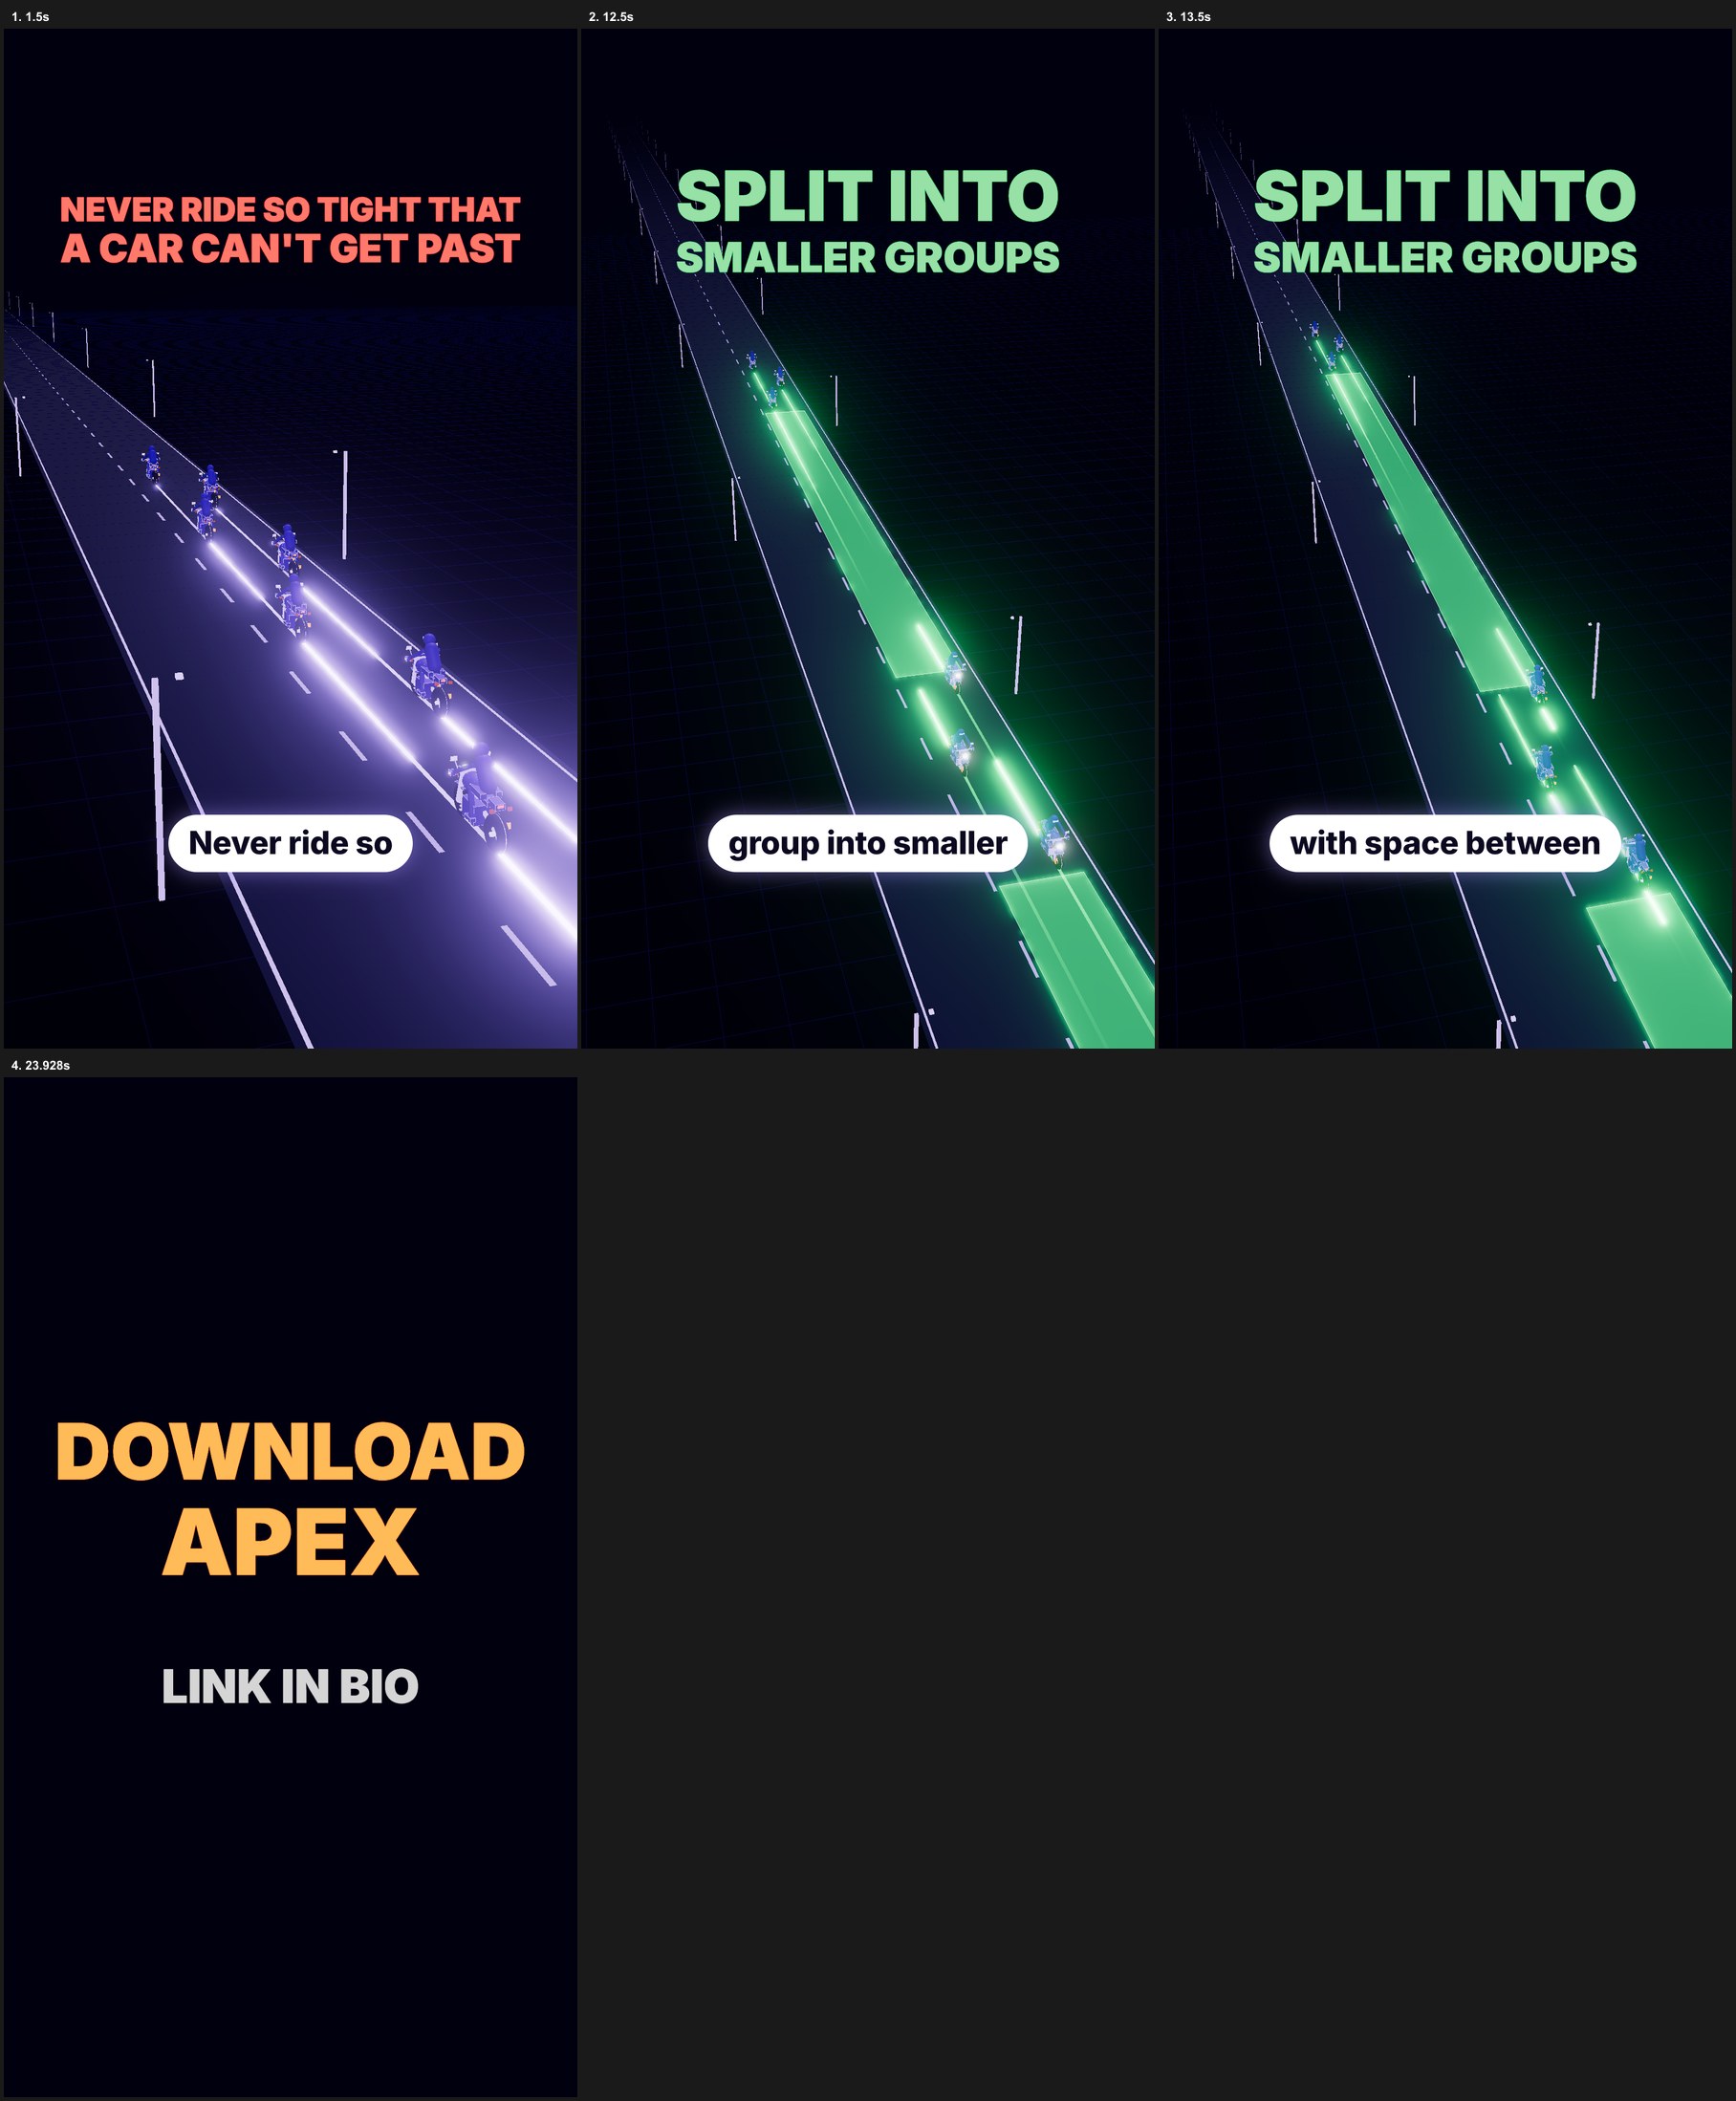 1. 1.5s
NEVER RIDE SO TIGHT THAT
A CAR CAN'T GET PAST
Never ride so
2. 12.5s
SPLIT INTO
SMALLER GROUPS
group into smaller
3. 13.5s
SPLIT INTO
SMALLER GROUPS
with space between
4. 23.928s
DOWNLOAD
APEX
LINK IN BIO